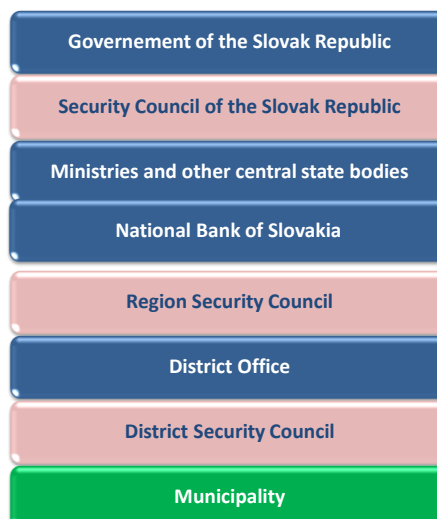 Governement of the Slovak Republic
Security Council of the Slovak Republic
Ministries and other central state bodies
National Bank of Slovakia
Region Security Council
District Office
District Security Council
Municipality